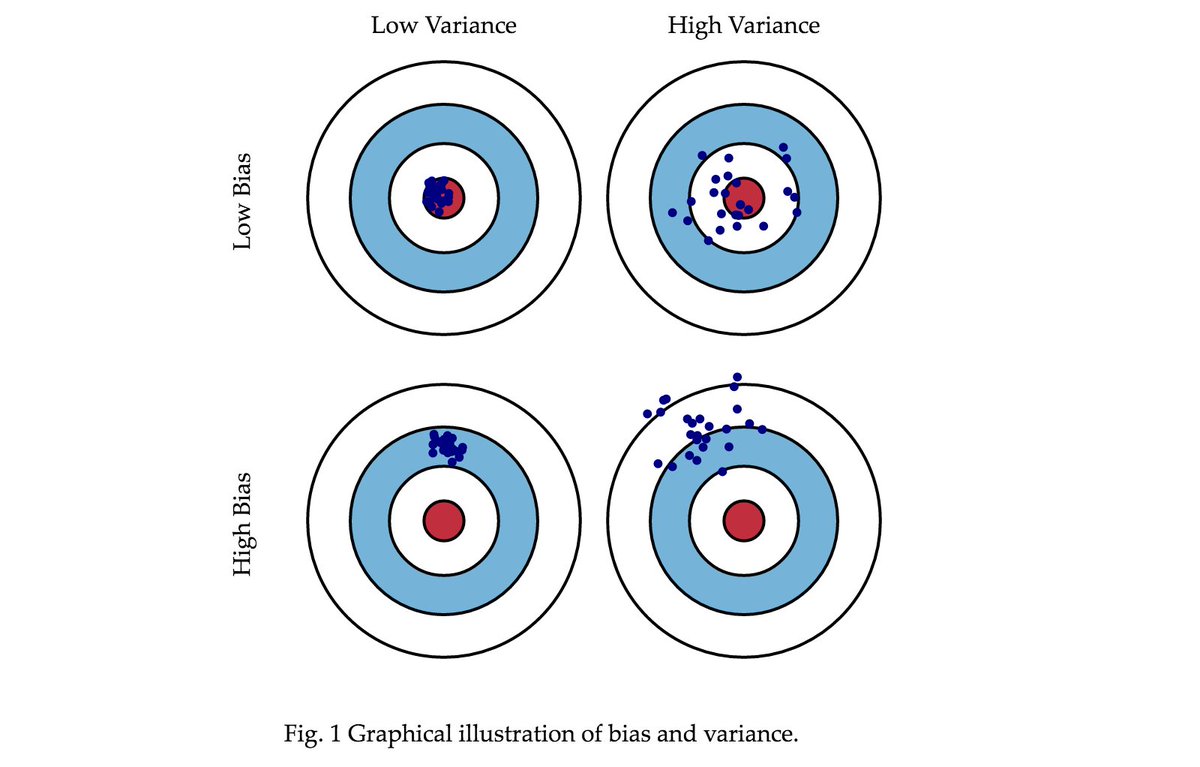 Low Variance
High Variance
Low Bias
High Bias
Fig. 1 Graphical illustration of bias and variance.